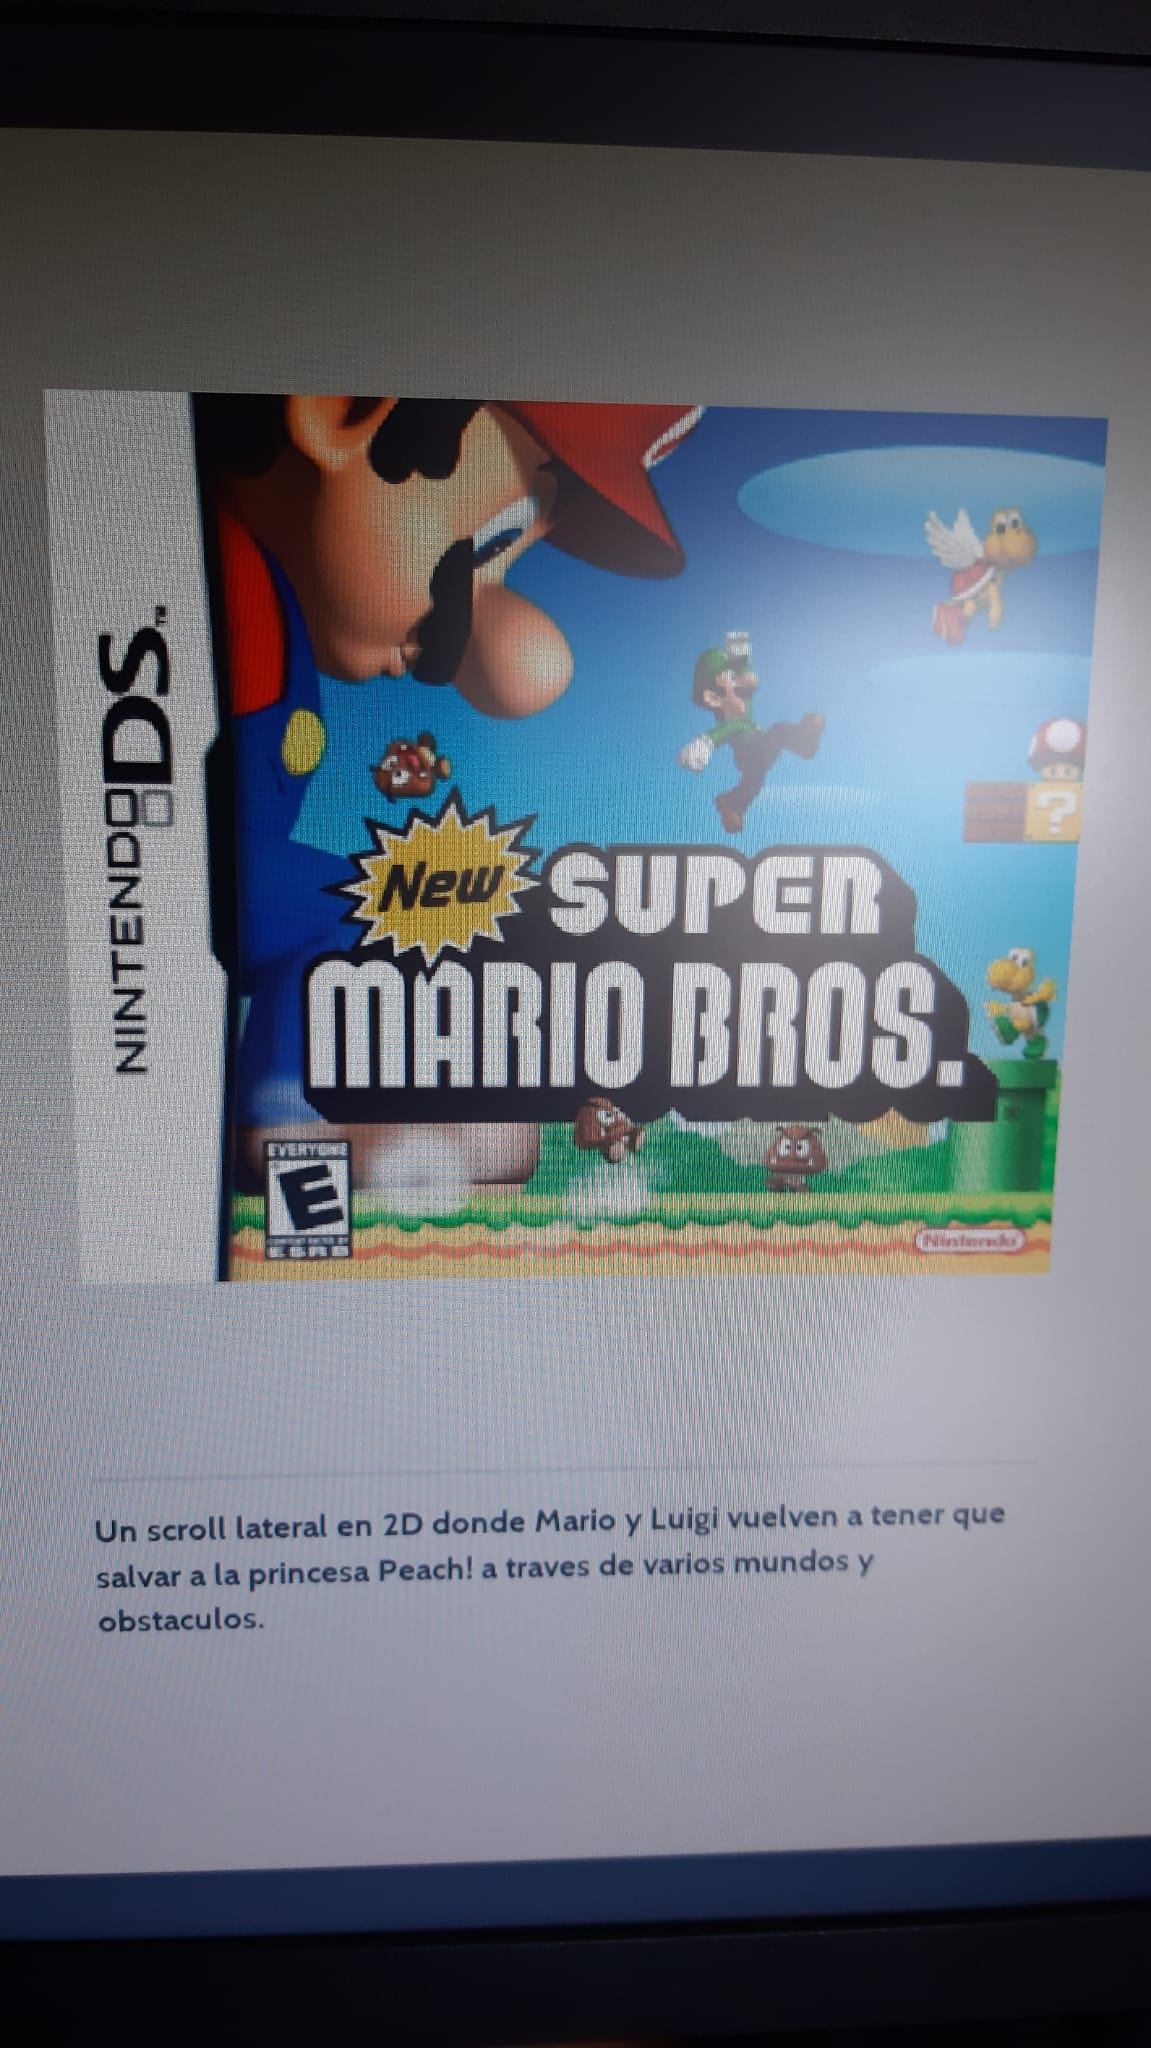 NINTENDO DS™
New SUPER
MARIO BROS.
?
EVERYONE
E
CONTENT RATED BY
ESRB
Nintendo
Un scroll lateral en 2D donde Mario y Luigi vuelven a tener que
salvar a la princesa Peach! a traves de varios mundos y
obstaculos.